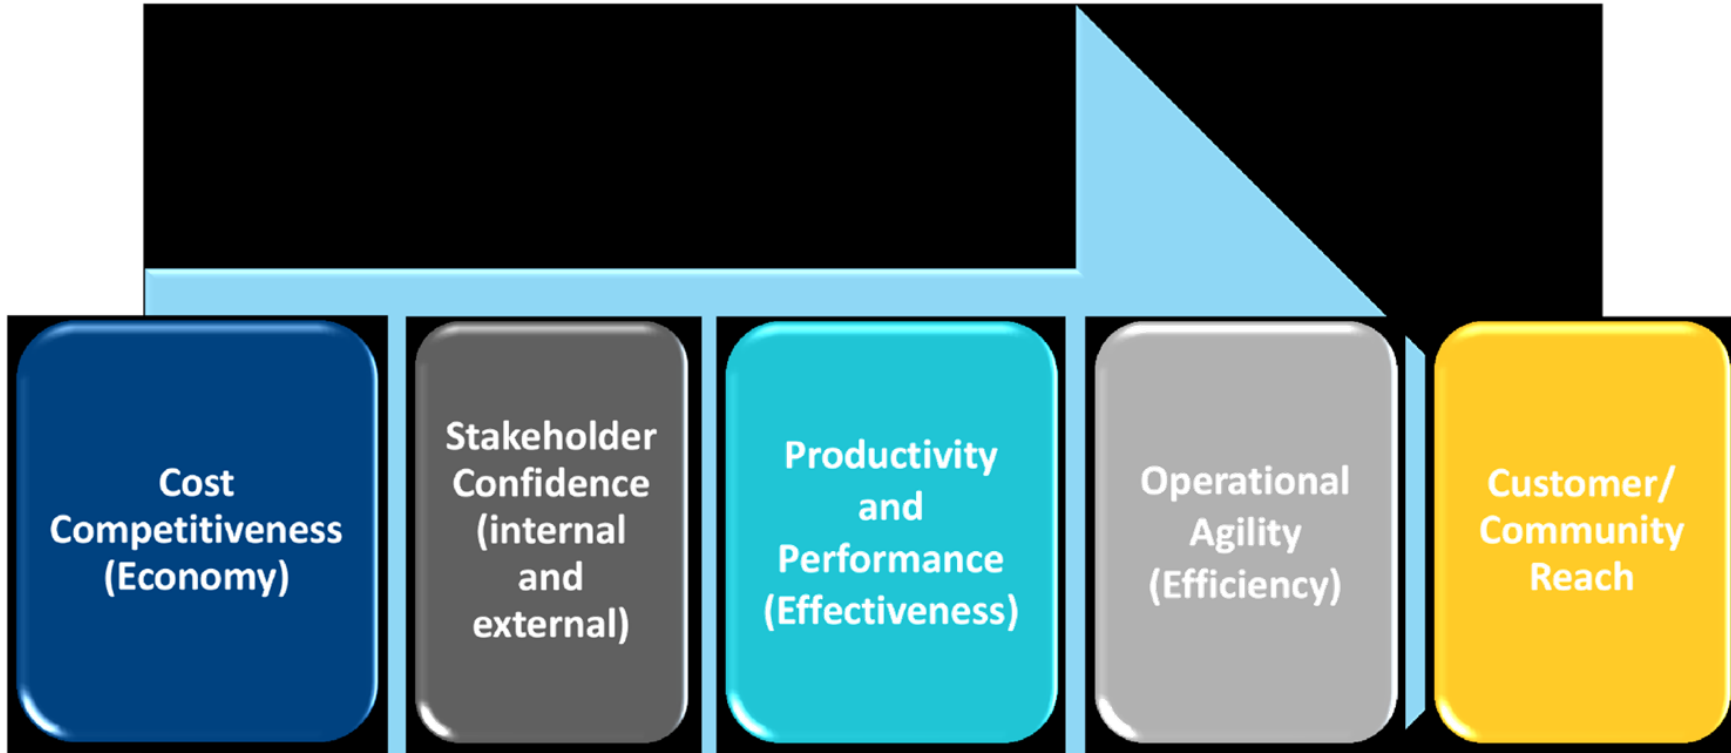 Cost
Competitiveness
(Economy)
Stakeholder
Confidence
(internal
and
external)
Productivity
and
Performance
(Effectiveness)
Operational
Agility
(Efficiency)
Customer/
Community
Reach